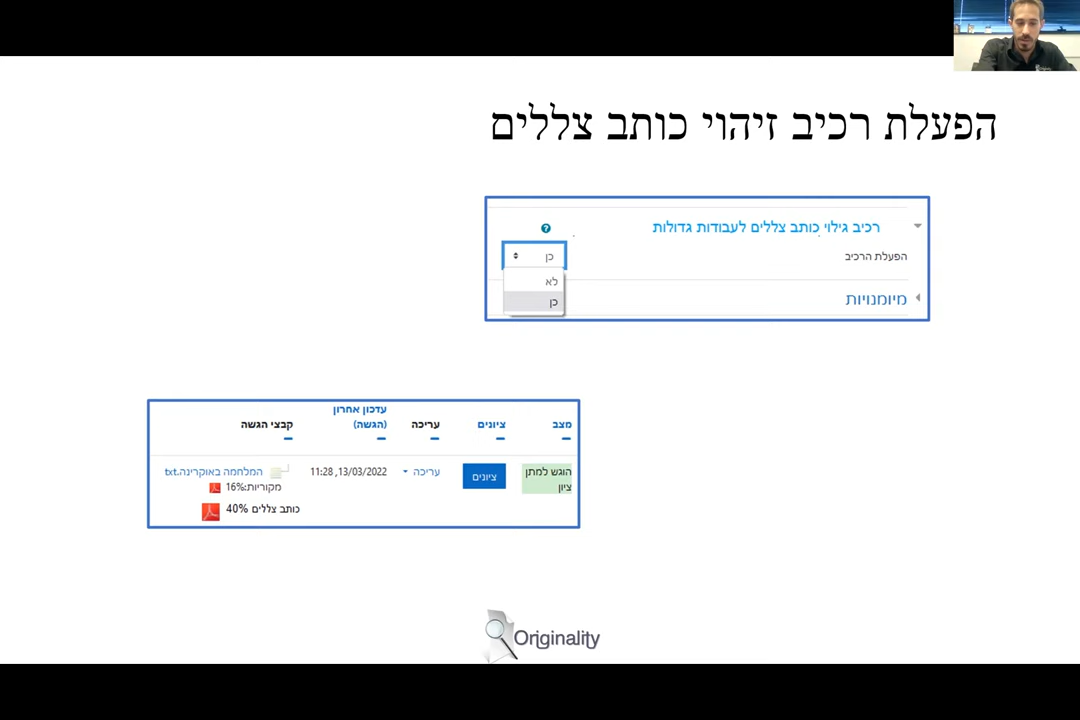 הפעלת רכיב זיהוי כותב צללים
רכיב גילוי כותב צללים לעבודות גדולות
הפעלת הרכיב
כן
לא
כן
מיומנויות
מצב ציונים עריכה עדכון אחרון (הגשה) קבצי הגשה
הוגש למתן ציון ציונים עריכה 13/03/2022, 11:28 המלחמה באוקרינה.txt
מקוריות:16%
כותב צללים 40%
Originality